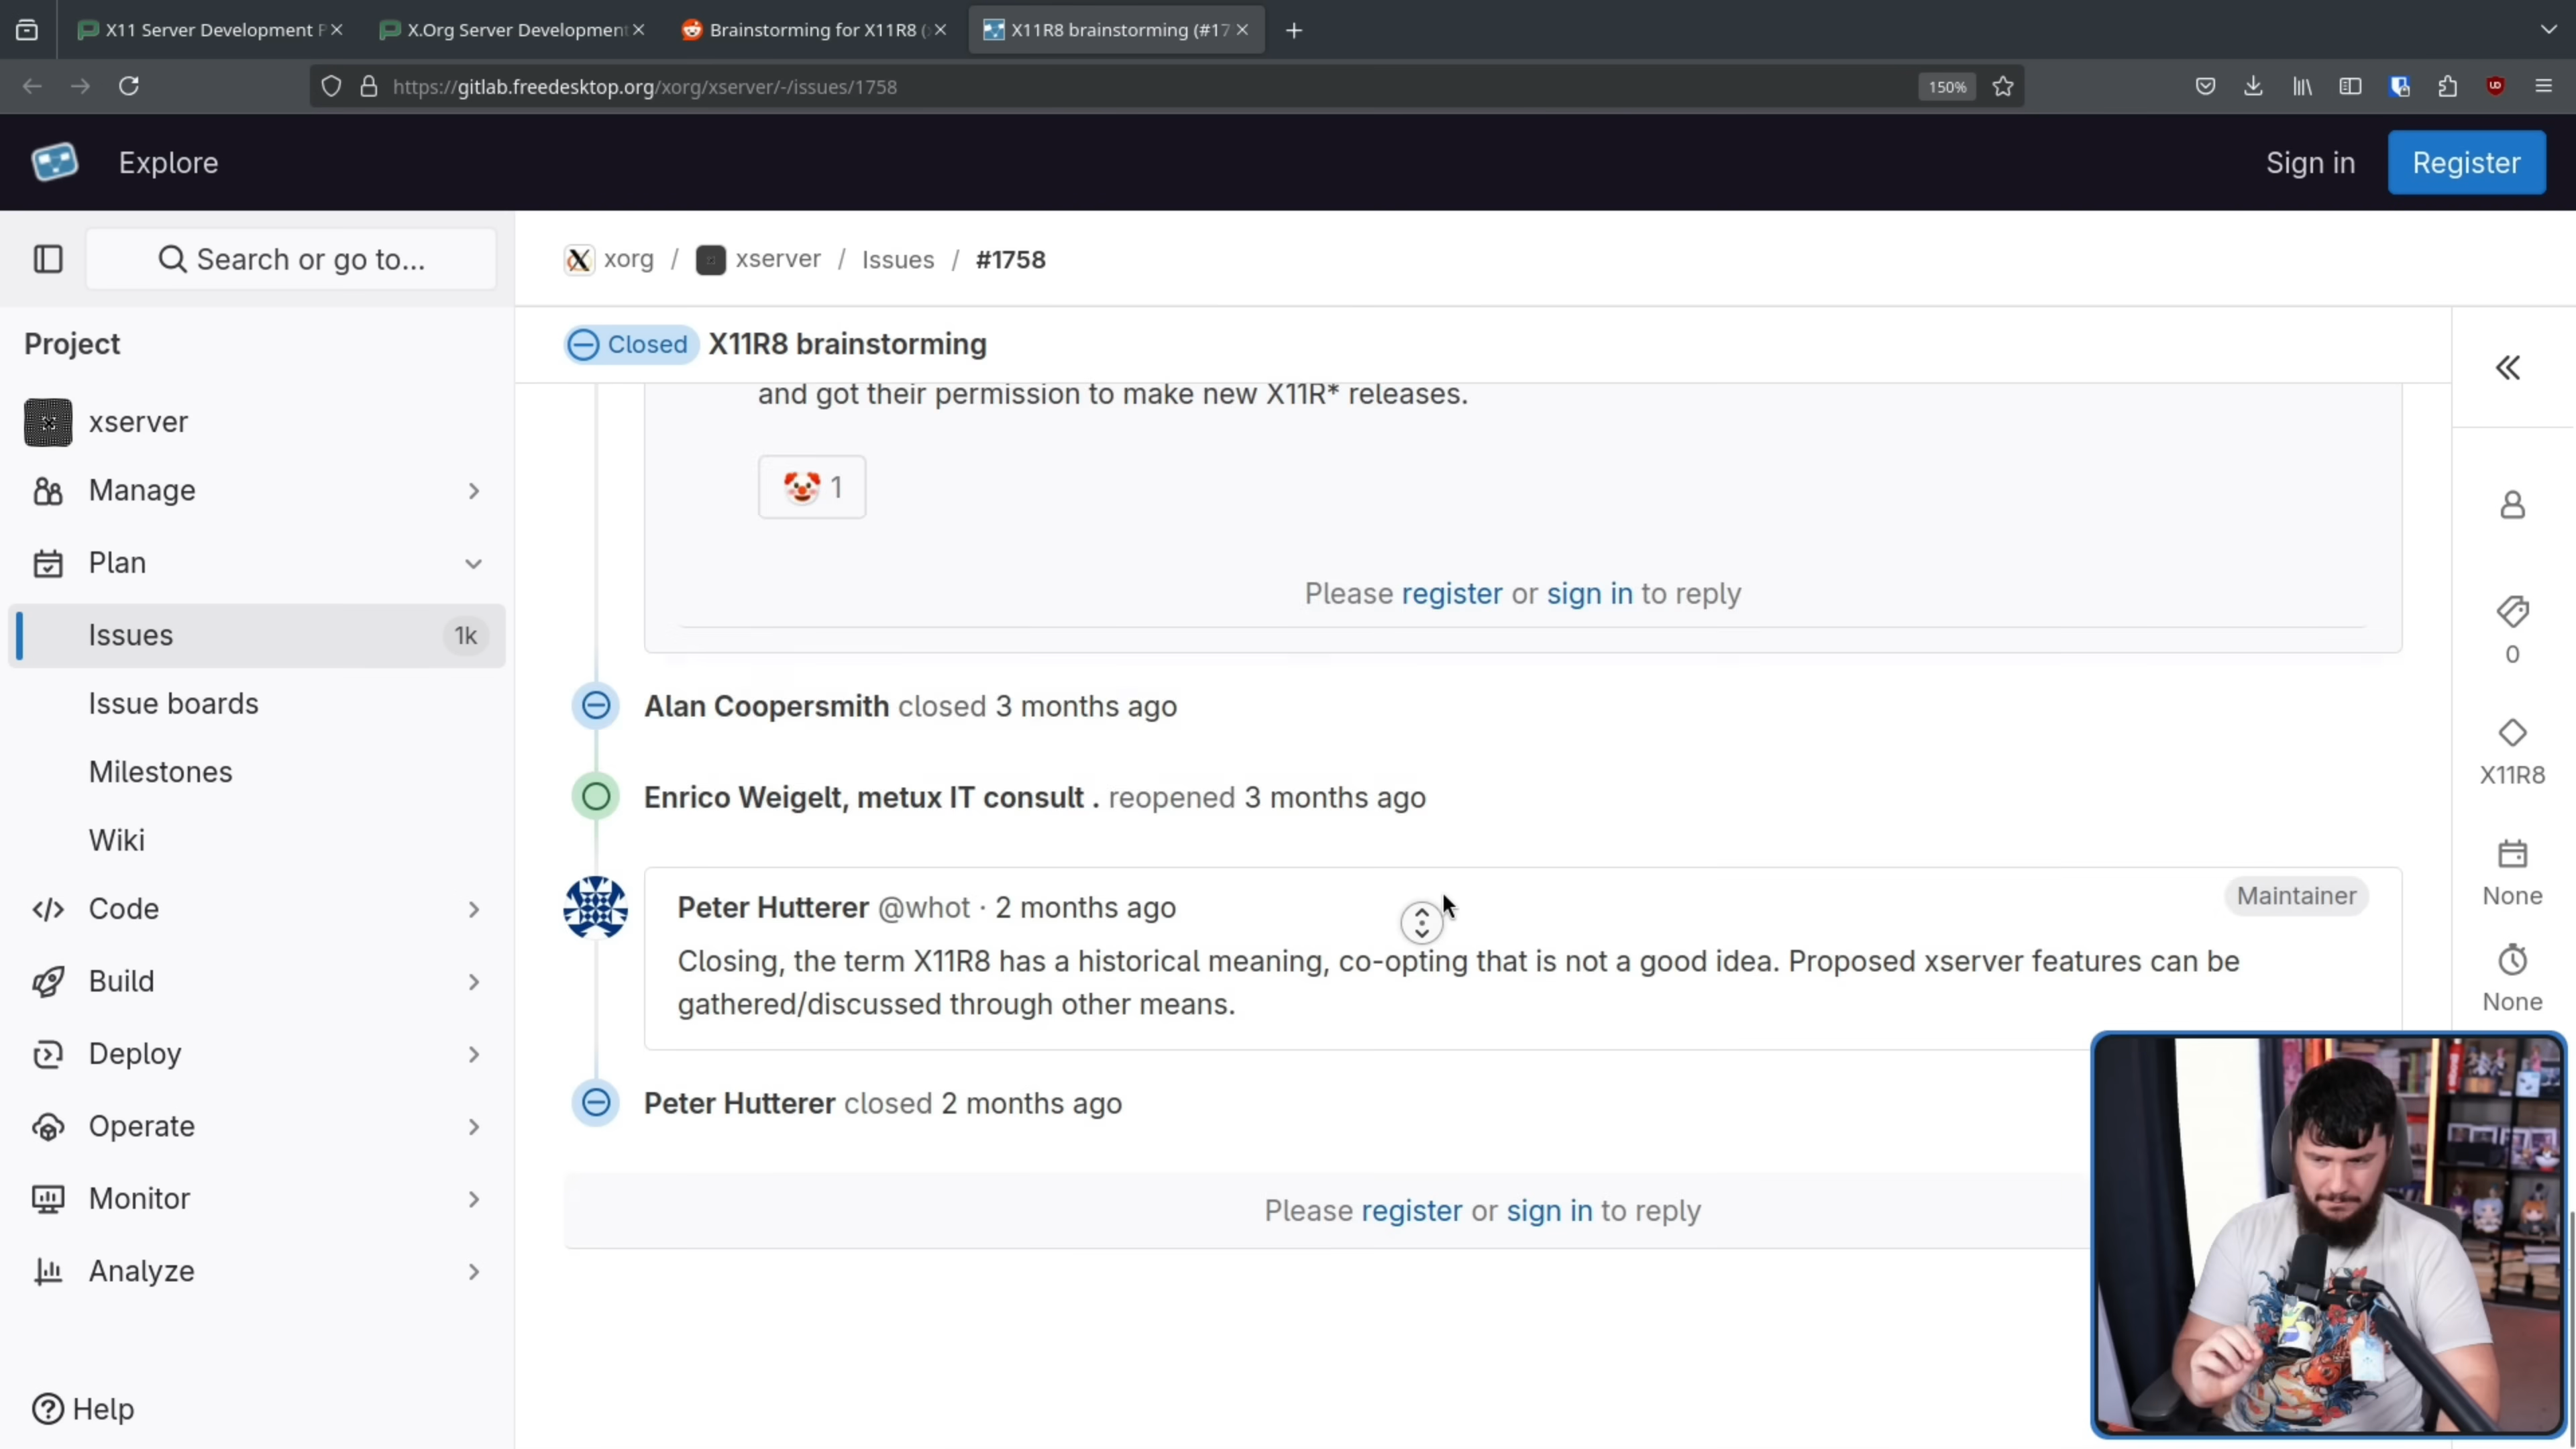 X11 Server Development P
X.Org Server Development
Brainstorming for X11R8 (
X11R8 brainstorming (#17
https://gitlab.freedesktop.org/xorg/xserver/-/issues/1758
150%
Explore
Sign in
Register
Search or go to...
xorg / xserver / Issues / #1758
Project
Closed X11R8 brainstorming
xserver
Manage
Plan
Issues 1k
Issue boards
Milestones
Wiki
Code
Build
Deploy
Operate
Monitor
Analyze
Help
and got their permission to make new X11R* releases.
1
Please register or sign in to reply
Alan Coopersmith closed 3 months ago
Enrico Weigelt, metux IT consult . reopened 3 months ago
Peter Hutterer @whot · 2 months ago
Maintainer
Closing, the term X11R8 has a historical meaning, co-opting that is not a good idea. Proposed xserver features can be
gathered/discussed through other means.
Peter Hutterer closed 2 months ago
Please register or sign in to reply
0
X11R8
None
None